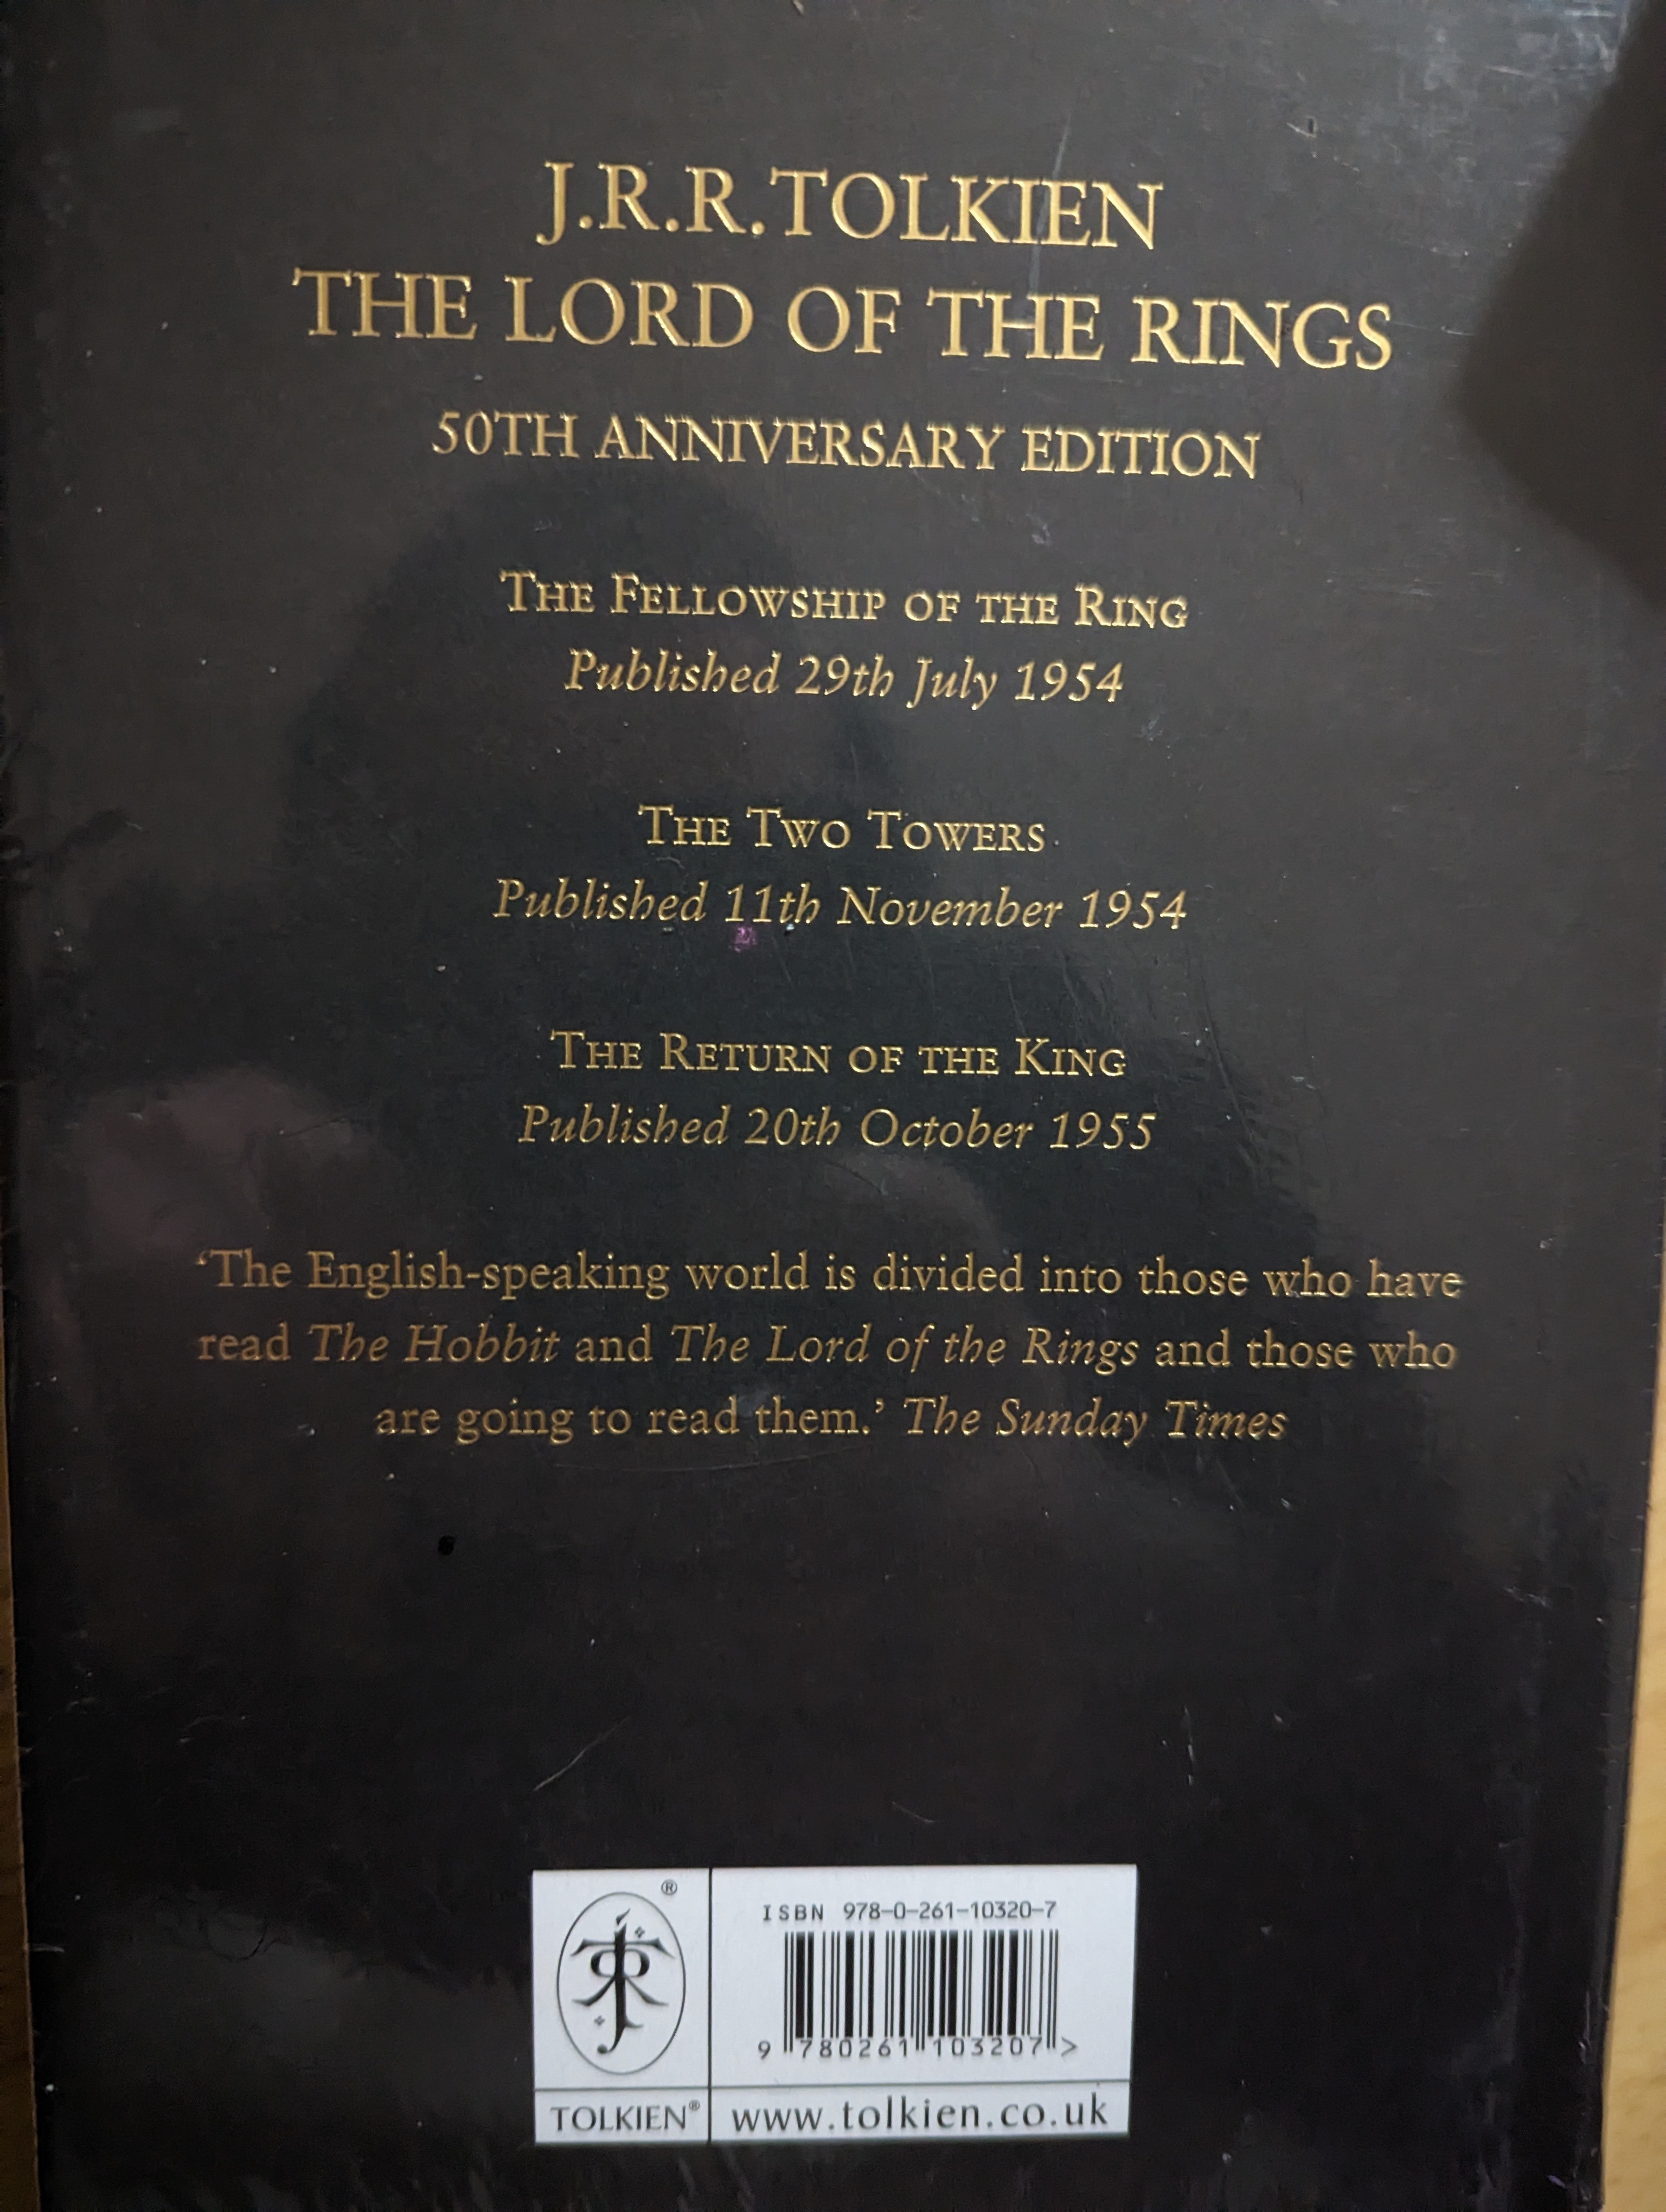 J.R.R. TOLKIEN
THE LORD OF THE RINGS
50TH ANNIVERSARY EDITION
THE FELLOWSHIP OF THE RING
Published 29th July 1954
THE TWO TOWERS
Published 11th November 1954
THE RETURN OF THE KING
Published 20th October 1955
‘The English-speaking world is divided into those who have
read The Hobbit and The Lord of the Rings and those who
are going to read them.’ The Sunday Times
®
TOLKIEN®
ISBN 978-0-261-10320-7
9 780261 103207 >
www.tolkien.co.uk